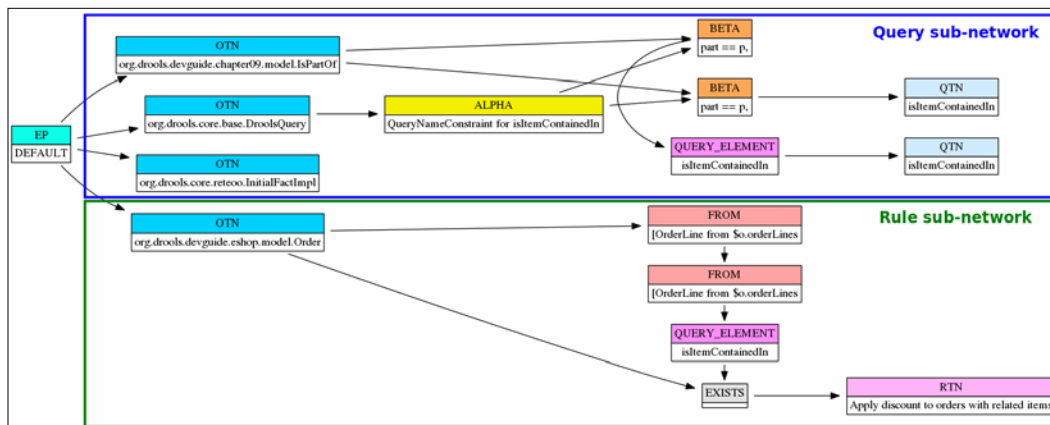 Query sub-network
BETA
part == p,
OTN
org.drools.devguide.chapter09.model.IsPartOf
BETA
part == p,
QTN
isItemContainedIn
OTN
org.drools.core.base.DroolsQuery
ALPHA
QueryNameConstraint for isItemContainedIn
EP
DEFAULT
QUERY_ELEMENT
isItemContainedIn
QTN
isItemContainedIn
OTN
org.drools.core.reteoo.InitialFactImpl
Rule sub-network
OTN
org.drools.devguide.eshop.model.Order
FROM
[OrderLine from $o.orderLines
FROM
[OrderLine from $o.orderLines
QUERY_ELEMENT
isItemContainedIn
EXISTS
RTN
Apply discount to orders with related items